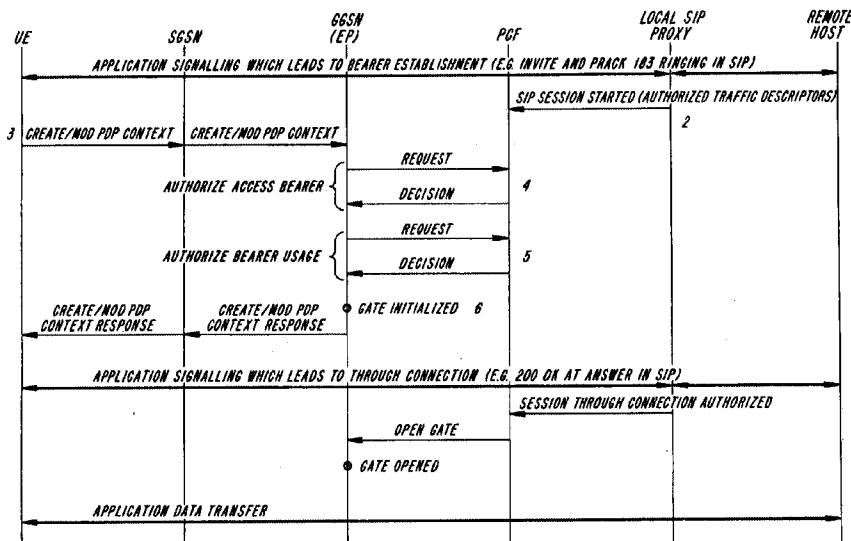 UE
SGSN
GGSN
(EP)
PCF
LOCAL SIP
PROXY
REMOTE
HOST
APPLICATION SIGNALLING WHICH LEADS TO BEARER ESTABLISHMENT (E.G. INVITE AND PRACK 183 RINGING IN SIP)
SIP SESSION STARTED (AUTHORIZED TRAFFIC DESCRIPTORS)
2
3 CREATE/MOD PDP CONTEXT
CREATE/MOD PDP CONTEXT
REQUEST
AUTHORIZE ACCESS BEARER
4
DECISION
REQUEST
AUTHORIZE BEARER USAGE
5
DECISION
GATE INITIALIZED 6
CREATE/MOD PDP
CONTEXT RESPONSE
CREATE/MOD PDP
CONTEXT RESPONSE
APPLICATION SIGNALLING WHICH LEADS TO THROUGH CONNECTION (E.G. 200 OK AT ANSWER IN SIP)
SESSION THROUGH CONNECTION AUTHORIZED
OPEN GATE
GATE OPENED
APPLICATION DATA TRANSFER